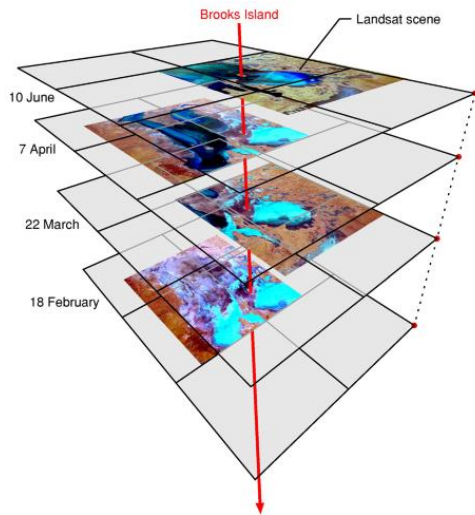 Brooks Island
Landsat scene
10 June
7 April
22 March
18 February